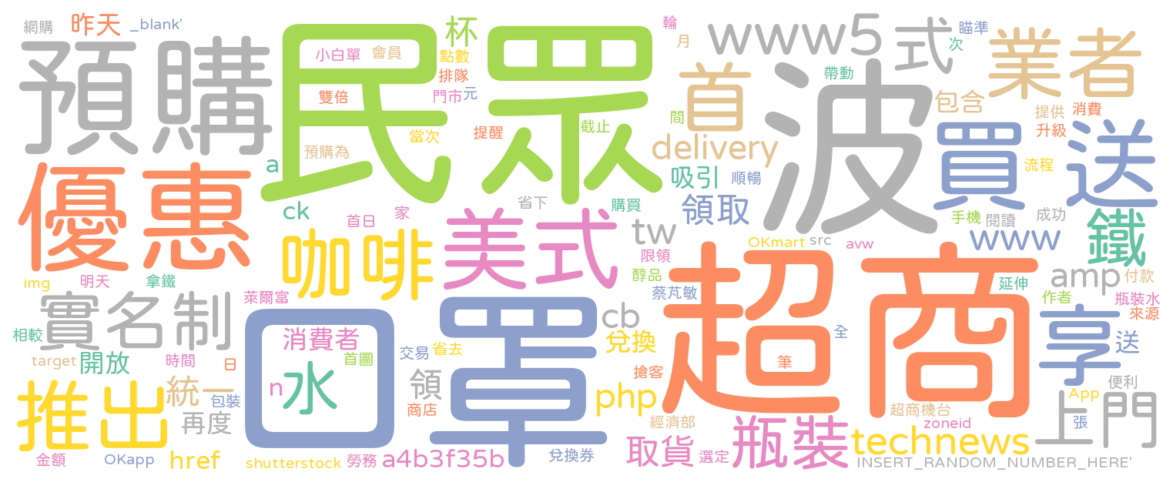 網購
昨天
_blank'
預購
民眾
小白單
會員
雙倍
杯
點數
排隊
門市
元
當次
提醒
截止
預購為
輪
月
www5
式
瞄準
次
業者
帶動
首
包含
提供
消費
升級
間
買
送
delivery
波
流程
優惠
a
ck
吸引
順暢
領取
手機
閱讀
成功
鐵
首日
家
省下
購買
咖啡
美式
tw
限領
OKmart
src
avw
www
img
明天
拿鐵
醇品
amp
付款
延伸
萊爾富
蔡芃敏
作者
瓶裝水
來源
實名制
口罩
cb
超商
享
相較
消費者
兌換
全
送
target
開放
時間
日
首圖
交易
省去
筆
便利
n
水
領
搶客
App
推出
統一
包裝
商店
php
超商機台
張
再度
經濟部
zoneid
上門
金額
OKapp
href
shutterstock
勞務
a4b3f35b
兌換券
取貨
選定
瓶裝
technews
INSERT_RANDOM_NUMBER_HERE'